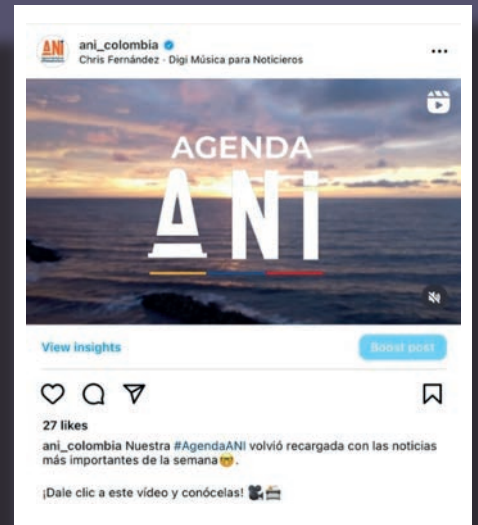 ANI
ani_colombia
Chris Fernández · Digi Música para Noticieros
AGENDA
ANi
View insights
Boost post
27 likes
ani_colombia Nuestra #AgendaANI volvió recargada con las noticias
más importantes de la semana🤓.
¡Dale clic a este vídeo y conócelas! 🎥📇